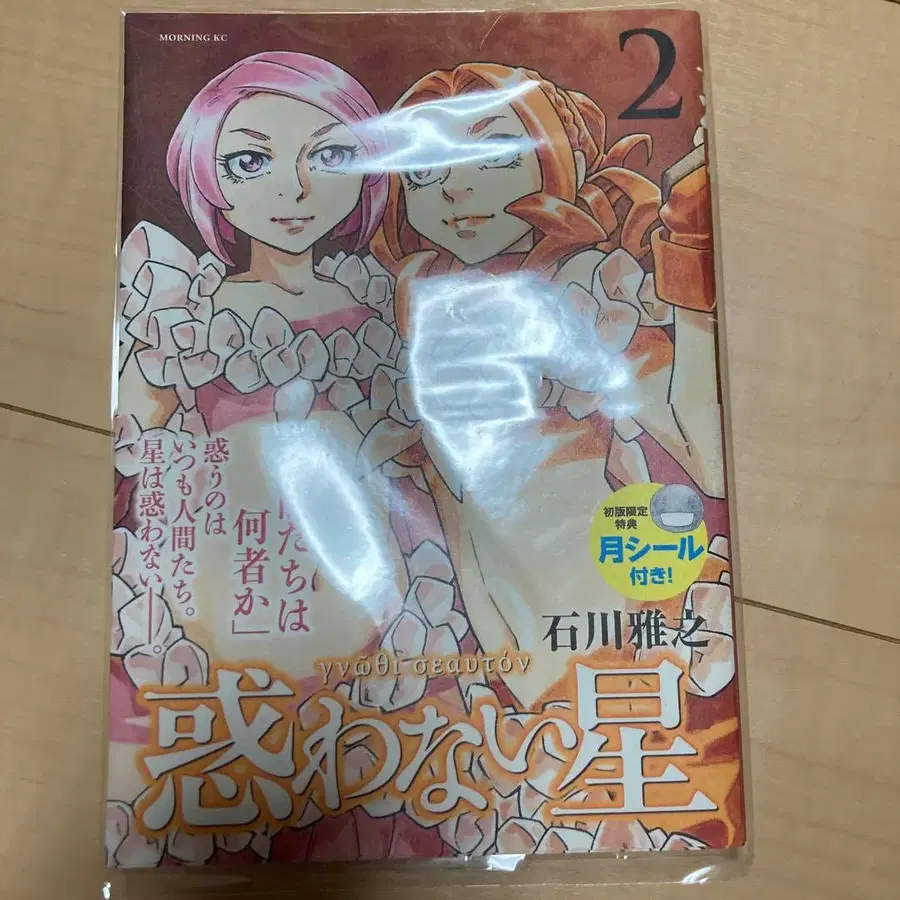 MORNING KC
2
惑うのは
いつも人間たち。
星は惑わない――。
たちは
何者か」
初版限定
特典
月シール
付き!
石川雅之
γνῶθι σεαυτόν
惑わない星